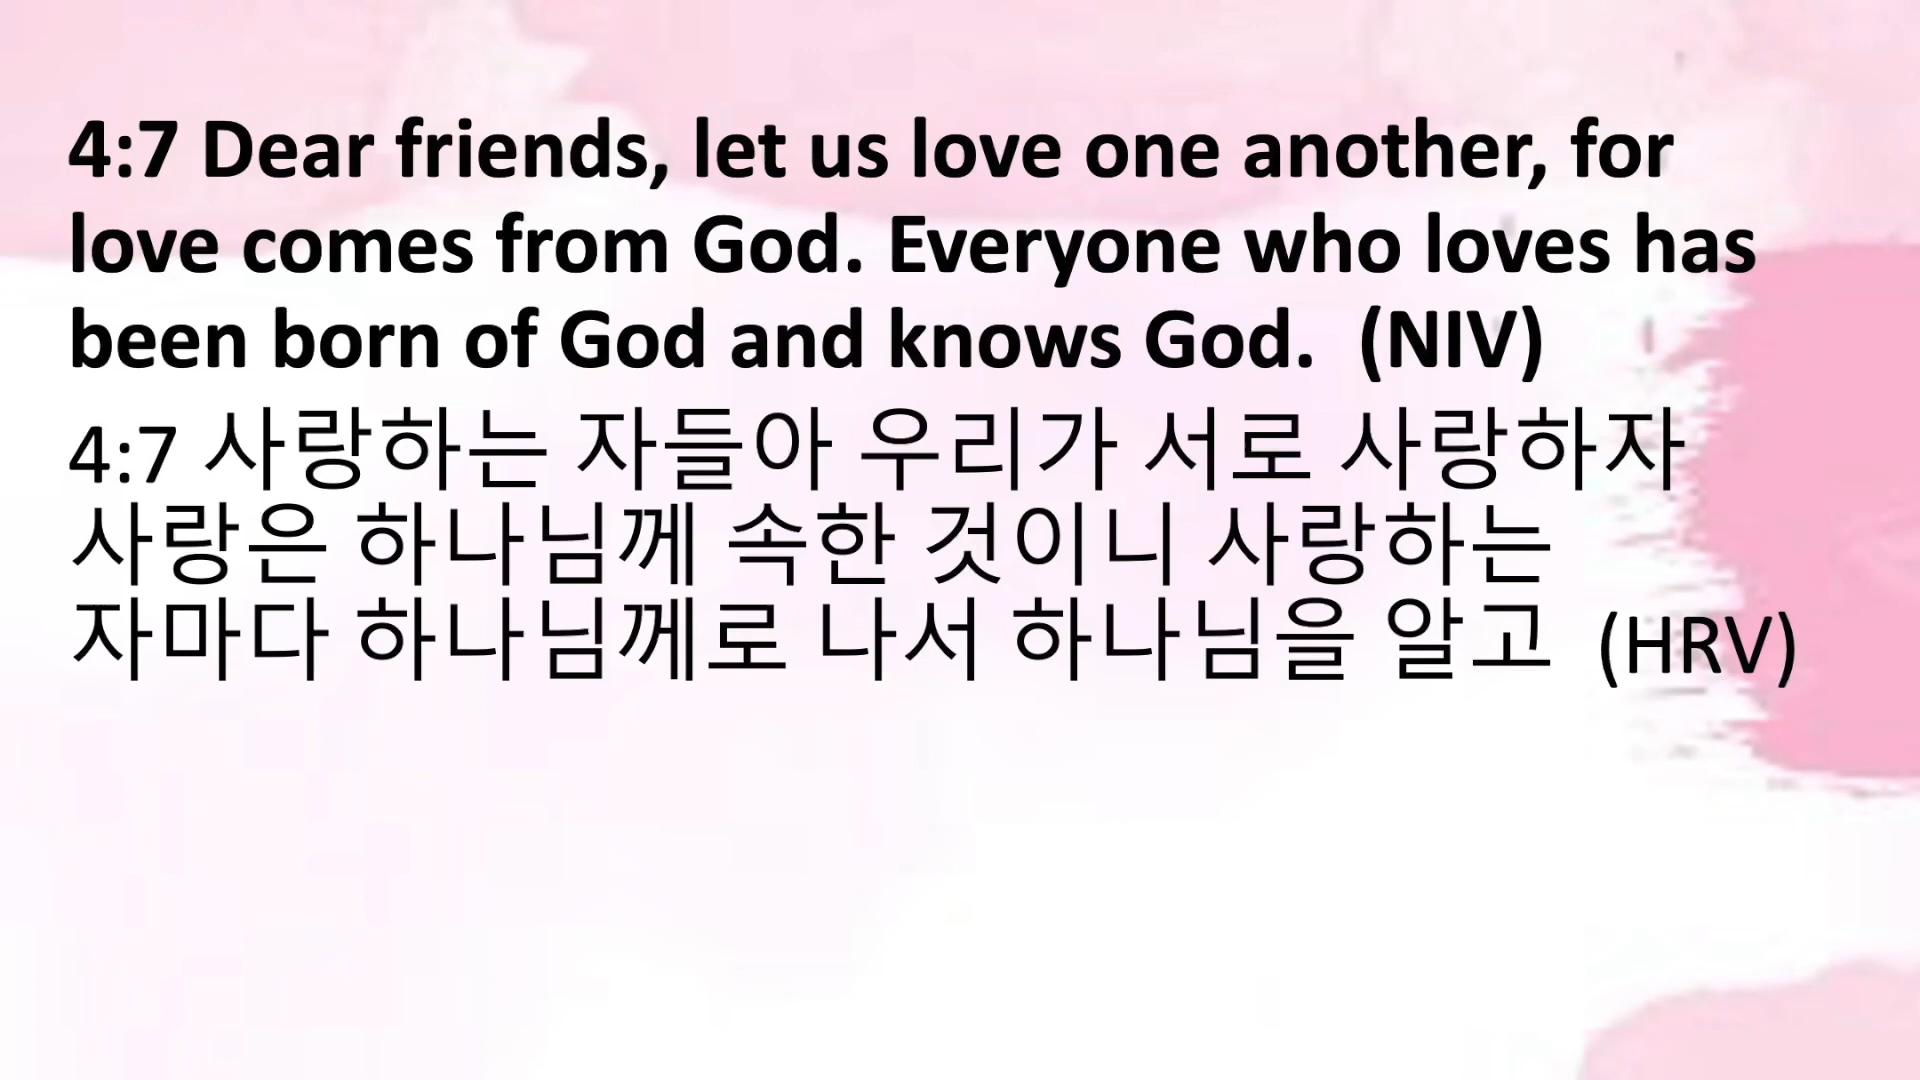 4:7 Dear friends, let us love one another, for
love comes from God. Everyone who loves has
been born of God and knows God.  (NIV)
4:7 사랑하는 자들아 우리가 서로 사랑하자
사랑은 하나님께 속한 것이니 사랑하는
자마다 하나님께로 나서 하나님을 알고  (HRV)